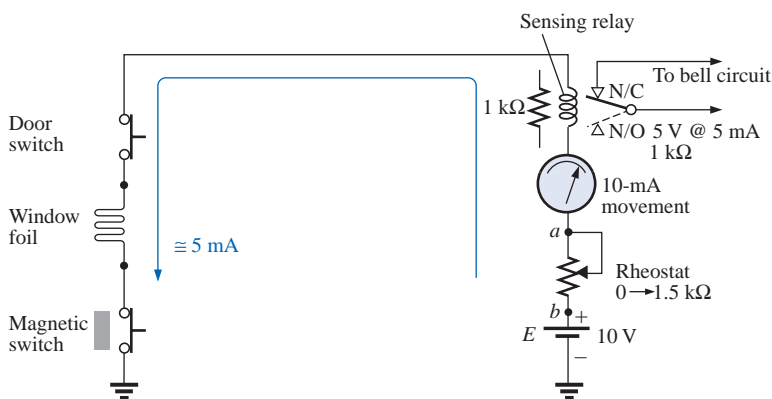 Sensing relay
To bell circuit
N/C
1 kΩ
N/O 5 V @ 5 mA
1 kΩ
Door
switch
10-mA
movement
Window
foil
a
≅ 5 mA
Rheostat
0 → 1.5 kΩ
Magnetic
switch
b +
E 10 V
−